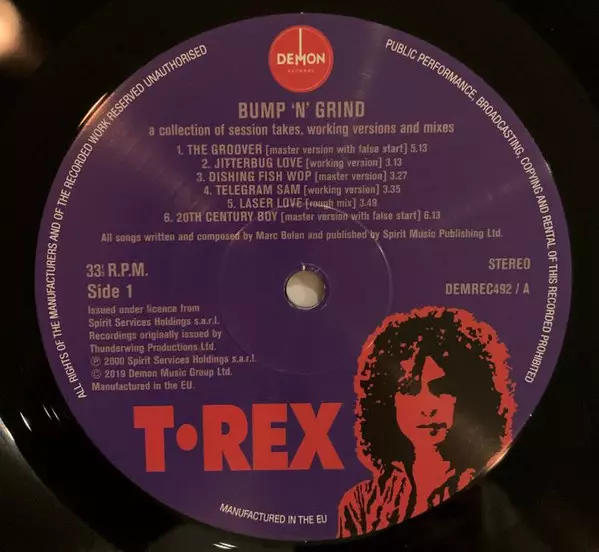 DEMON
RECORDS
ALL RIGHTS OF THE MANUFACTURERS AND OF THE RECORDED WORK RESERVED UNAUTHORISED
PUBLIC PERFORMANCE, BROADCASTING, COPYING AND RENTAL OF THIS RECORDED PROHIBITED
BUMP 'N' GRIND
a collection of session takes, working versions and mixes
1. THE GROOVER [master version with false start] 5.13
2. JITTERBUG LOVE [working version] 3.13
3. DISHING FISH WOP [master version] 3.27
4. TELEGRAM SAM [working version] 3.35
5. LASER LOVE [rough mix] 3.49
6. 20TH CENTURY BOY [master version with false start] 6.13
All songs written and composed by Marc Bolan and published by Spirit Music Publishing Ltd.
33⅓ R.P.M.
STEREO
Side 1
DEMREC492 / A
Issued under licence from
Spirit Services Holdings s.a.r.l.
Recordings originally issued by
Thunderwing Productions Ltd.
℗ 2000 Spirit Services Holdings s.a.r.l.
© 2019 Demon Music Group Ltd.
Manufactured in the EU.
T•REX
MANUFACTURED IN THE EU